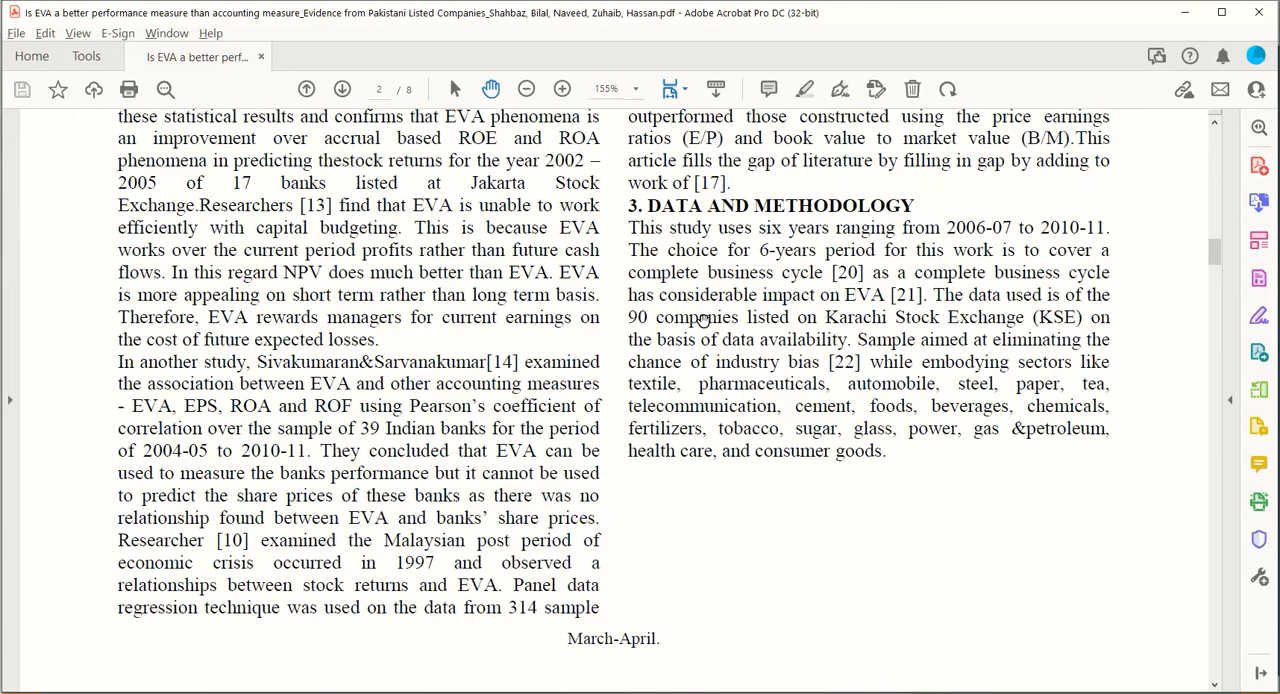 Is EVA a better performance measure than accounting measure_Evidence from Pakistani Listed Companies_Shahbaz, Bilal, Naveed, Zuhaib, Hassan.pdf - Adobe Acrobat Pro DC (32-bit)
File Edit View E-Sign Window Help
Home Tools Is EVA a better perf... ×
2 / 8 155%
these statistical results and confirms that EVA phenomena is
an improvement over accrual based ROE and ROA
phenomena in predicting thestock returns for the year 2002 –
2005 of 17 banks listed at Jakarta Stock
Exchange.Researchers [13] find that EVA is unable to work
efficiently with capital budgeting. This is because EVA
works over the current period profits rather than future cash
flows. In this regard NPV does much better than EVA. EVA
is more appealing on short term rather than long term basis.
Therefore, EVA rewards managers for current earnings on
the cost of future expected losses.
In another study, Sivakumaran&Sarvanakumar[14] examined
the association between EVA and other accounting measures
- EVA, EPS, ROA and ROF using Pearson's coefficient of
correlation over the sample of 39 Indian banks for the period
of 2004-05 to 2010-11. They concluded that EVA can be
used to measure the banks performance but it cannot be used
to predict the share prices of these banks as there was no
relationship found between EVA and banks' share prices.
Researcher [10] examined the Malaysian post period of
economic crisis occurred in 1997 and observed a
relationships between stock returns and EVA. Panel data
regression technique was used on the data from 314 sample
outperformed those constructed using the price earnings
ratios (E/P) and book value to market value (B/M).This
article fills the gap of literature by filling in gap by adding to
work of [17].
3. DATA AND METHODOLOGY
This study uses six years ranging from 2006-07 to 2010-11.
The choice for 6-years period for this work is to cover a
complete business cycle [20] as a complete business cycle
has considerable impact on EVA [21]. The data used is of the
90 companies listed on Karachi Stock Exchange (KSE) on
the basis of data availability. Sample aimed at eliminating the
chance of industry bias [22] while embodying sectors like
textile, pharmaceuticals, automobile, steel, paper, tea,
telecommunication, cement, foods, beverages, chemicals,
fertilizers, tobacco, sugar, glass, power, gas &petroleum,
health care, and consumer goods.
March-April.